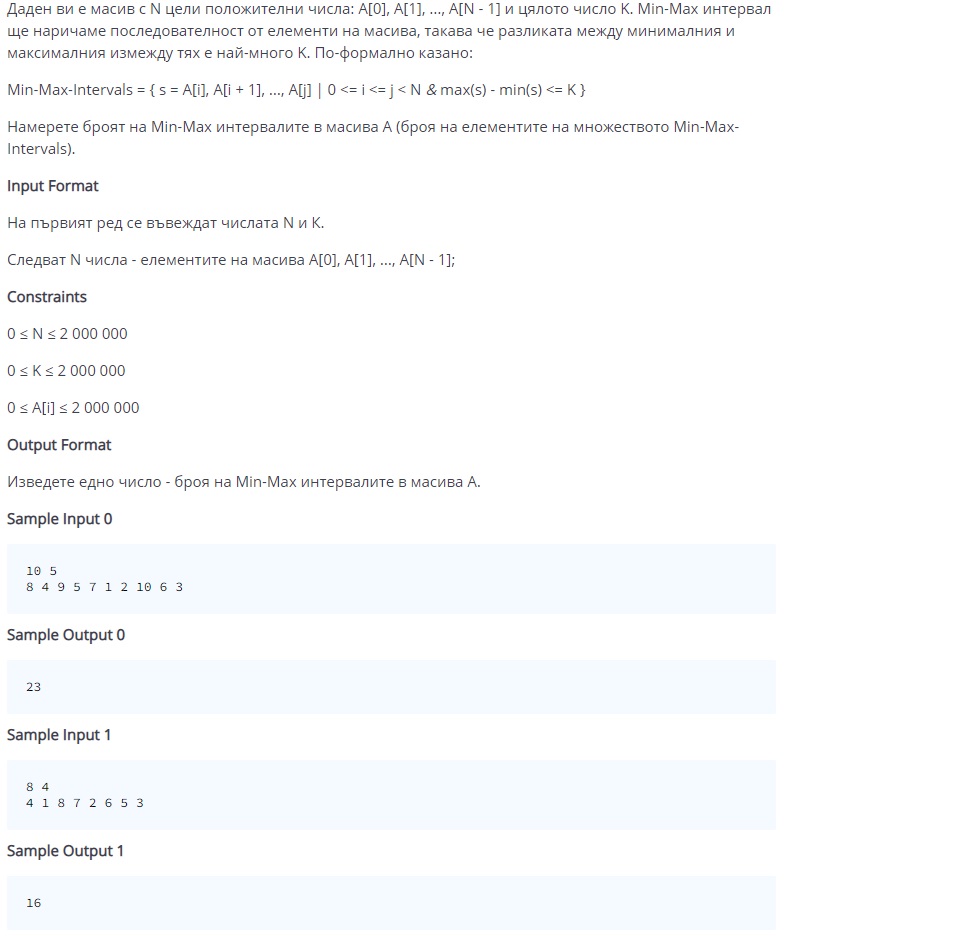 Даден ви е масив с N цели положителни числа: A[0], A[1], ..., A[N - 1] и цялото число K. Min-Max интервал
ще наричаме последователност от елементи на масива, такава че разликата между минималния и
максималния измежду тях е най-много K. По-формално казано:
Min-Max-Intervals = { s = A[i], A[i + 1], ..., A[j] | 0 <= i <= j < N & max(s) - min(s) <= K }
Намерете броят на Min-Max интервалите в масива A (броя на елементите на множеството Min-Max-
Intervals).
Input Format
На първият ред се въвеждат числата N и K.
Следват N числа - елементите на масива A[0], A[1], ..., A[N - 1];
Constraints
0 ≤ N ≤ 2 000 000
0 ≤ K ≤ 2 000 000
0 ≤ A[i] ≤ 2 000 000
Output Format
Изведете едно число - броя на Min-Max интервалите в масива A.
Sample Input 0
10 5
8 4 9 5 7 1 2 10 6 3
Sample Output 0
23
Sample Input 1
8 4
4 1 8 7 2 6 5 3
Sample Output 1
16